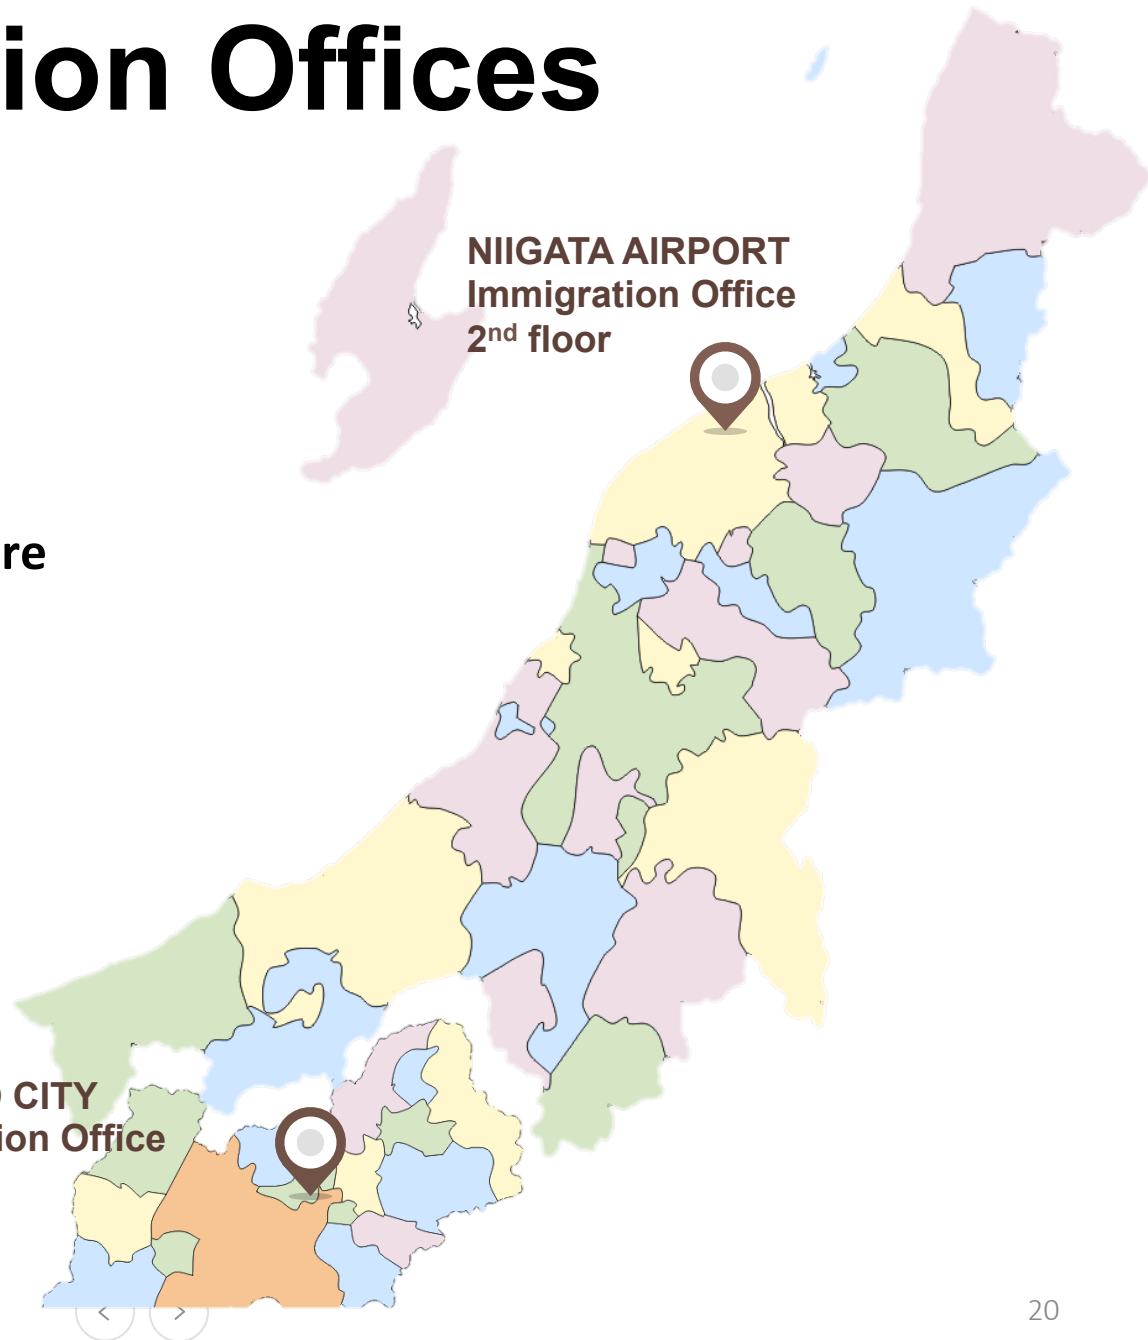 ion Offices
NIIGATA AIRPORT
Immigration Office
2nd floor
re
CITY
ion Office
20